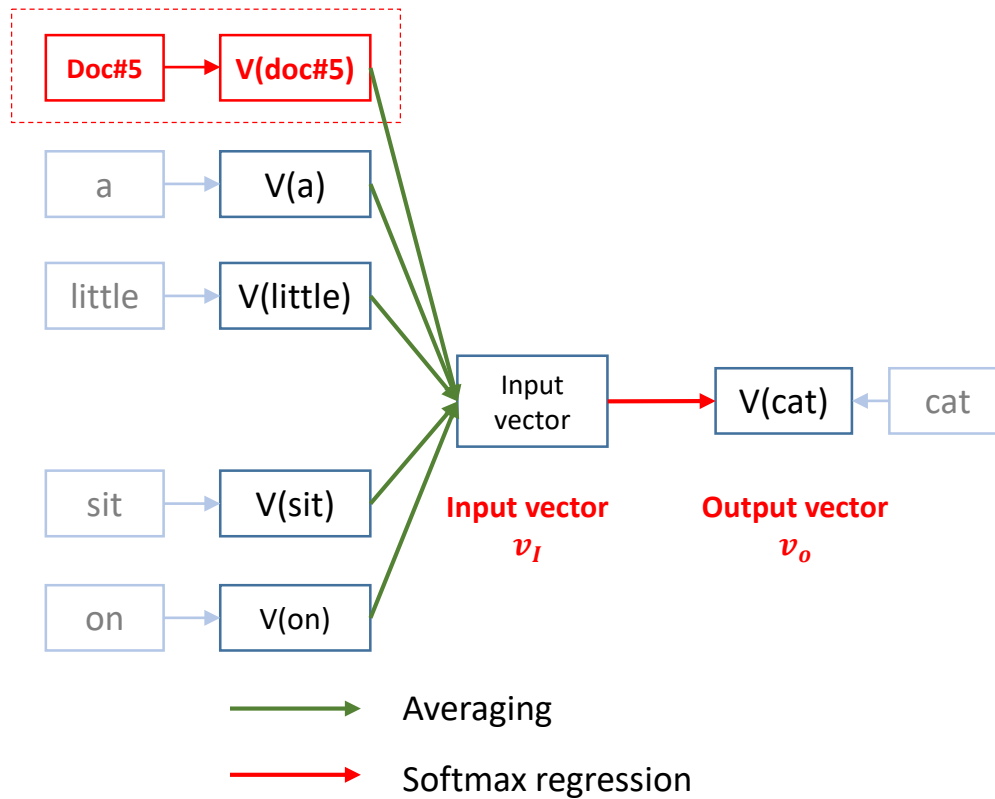 Doc#5
V(doc#5)
a
V(a)
little
V(little)
Input
vector
V(cat)
cat
sit
V(sit)
Input vector
v_I
Output vector
v_o
on
V(on)
Averaging
Softmax regression